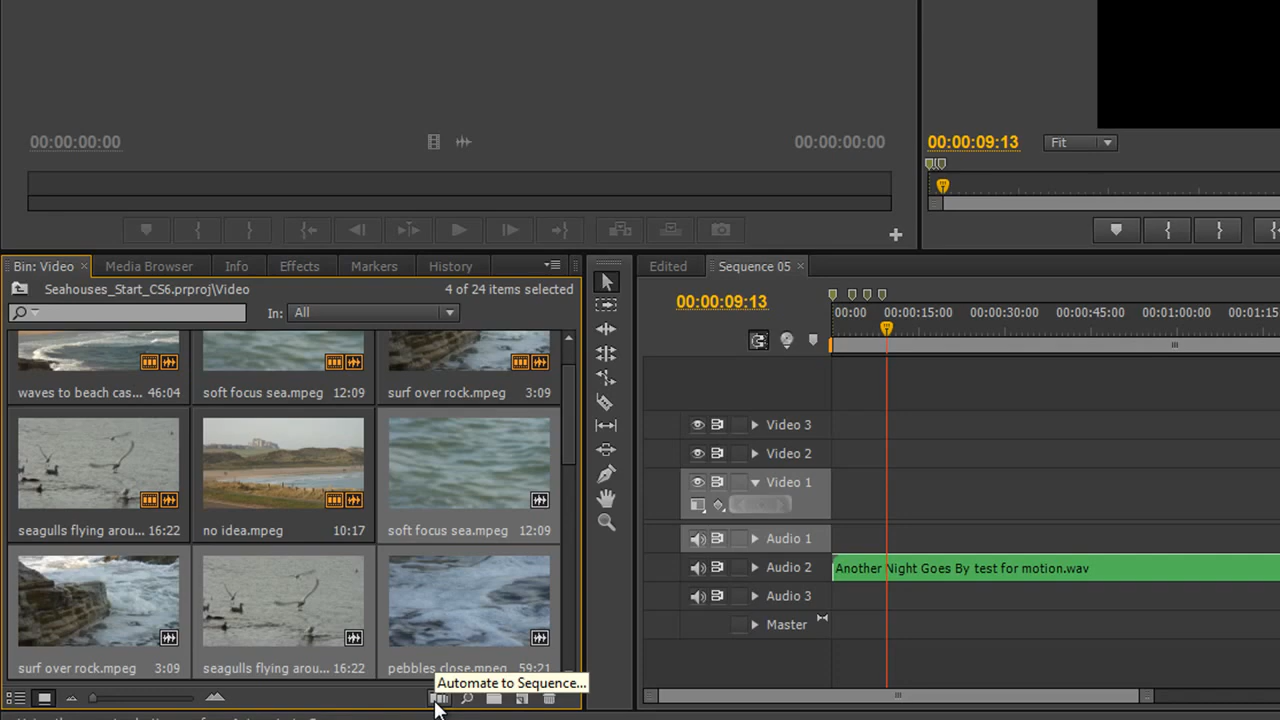 00:00:00:00
00:00:00:00
00:00:09:13
Fit
Bin: Video
Media Browser
Info
Effects
Markers
History
Seahouses_Start_CS6.prproj\Video
4 of 24 items selected
In:
All
waves to beach cas... 46:04
soft focus sea.mpeg 12:09
surf over rock.mpeg 3:09
seagulls flying arou... 16:22
no idea.mpeg 10:17
soft focus sea.mpeg 12:09
surf over rock.mpeg 3:09
seagulls flying arou... 16:22
pebbles close.mpeg 59:21
Automate to Sequence...
Edited
Sequence 05
00:00:09:13
00:00
00:00:15:00
00:00:30:00
00:00:45:00
00:01:00:00
00:01:15
Video 3
Video 2
Video 1
Audio 1
Audio 2
Another Night Goes By test for motion.wav
Audio 3
Master